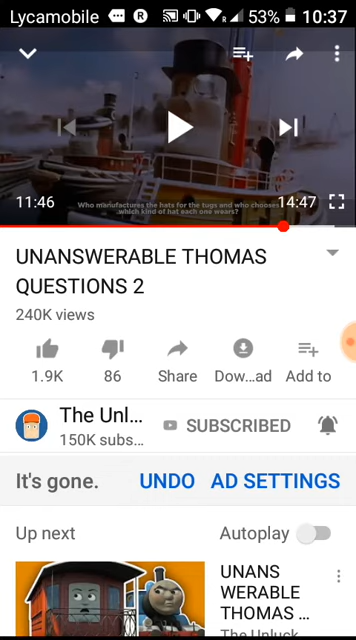 Lycamobile R 53% 10:37
Who manufactures the hats for the tugs and who chooses
which kind of hat each one wears?
11:46 14:47
UNANSWERABLE THOMAS
QUESTIONS 2
240K views
1.9K 86 Share Dow...ad Add to
The Unl... SUBSCRIBED
150K subs...
It's gone. UNDO AD SETTINGS
Up next Autoplay
UNANS
WERABLE
THOMAS ...
The Unluck